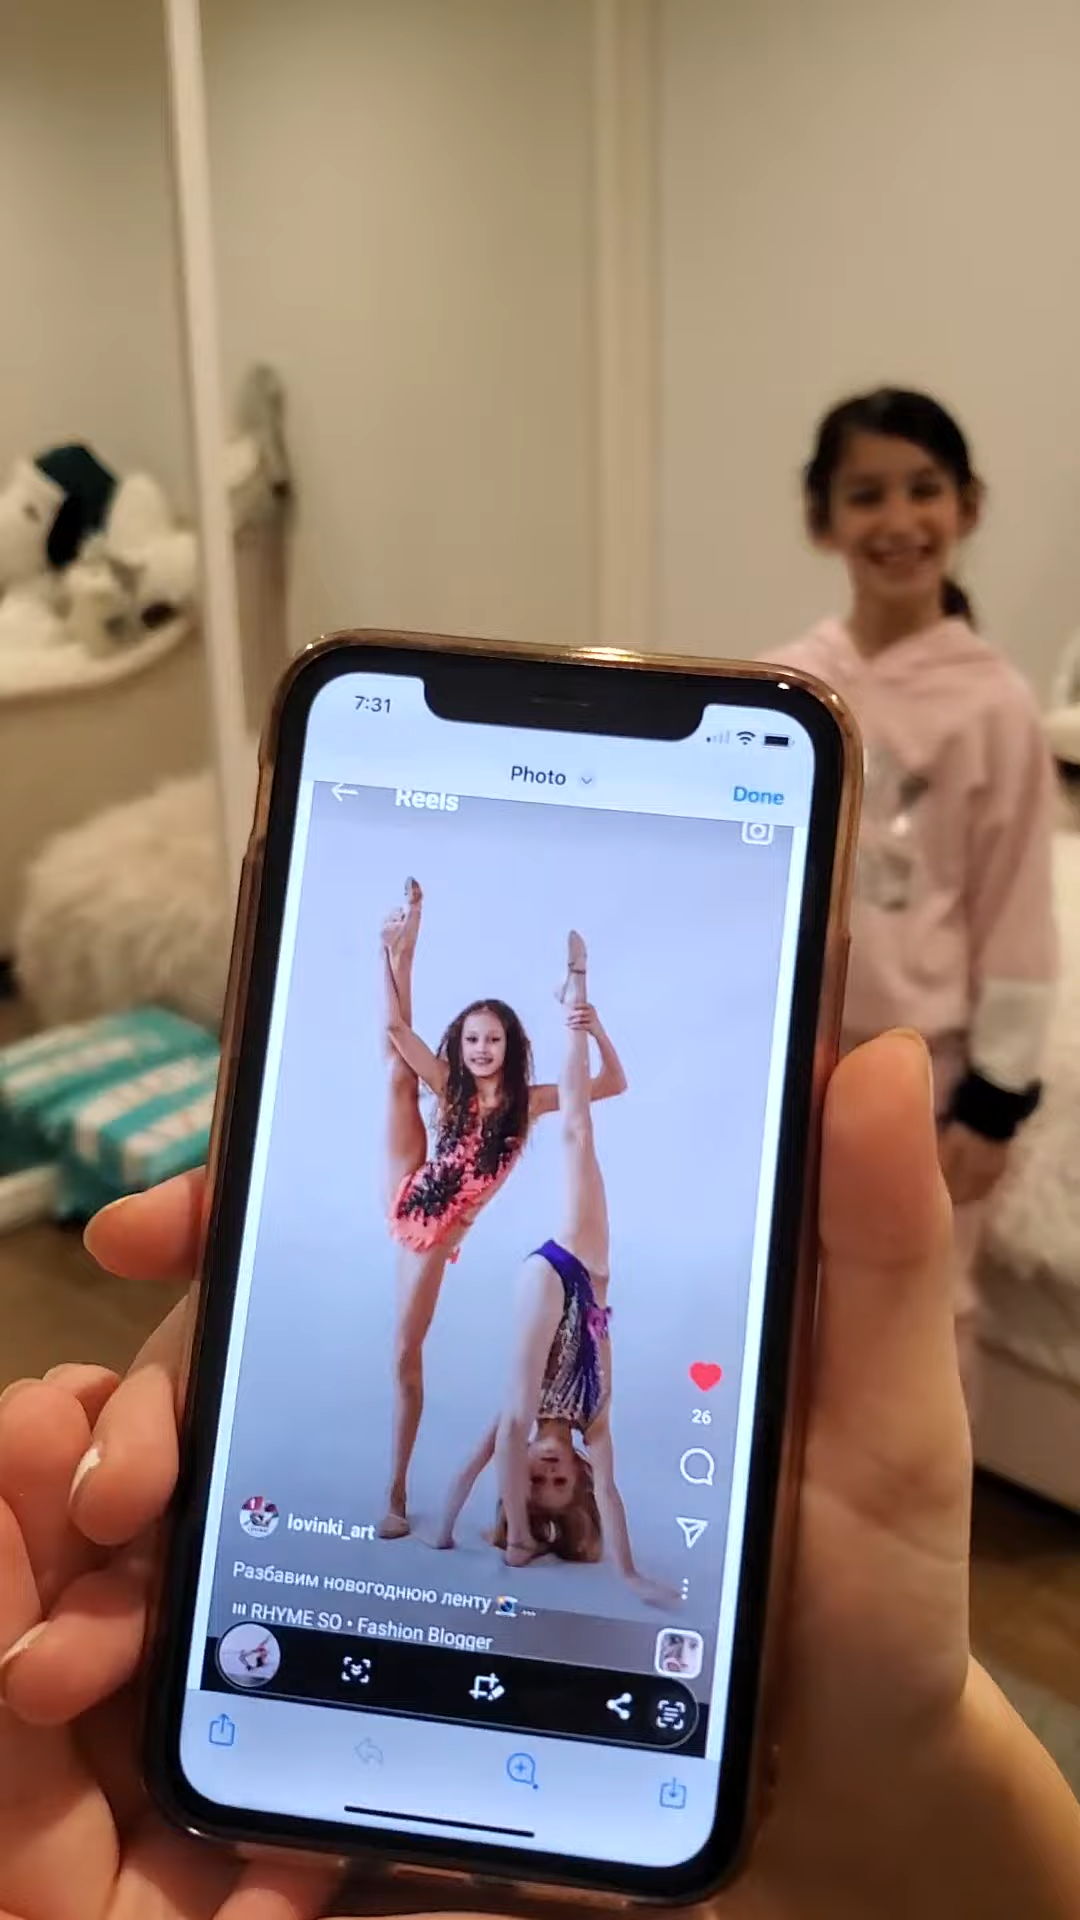 7:31
Photo
Done
Reels
26
lovinki_art
Разбавим новогоднюю ленту 
RHYME SO • Fashion Blogger